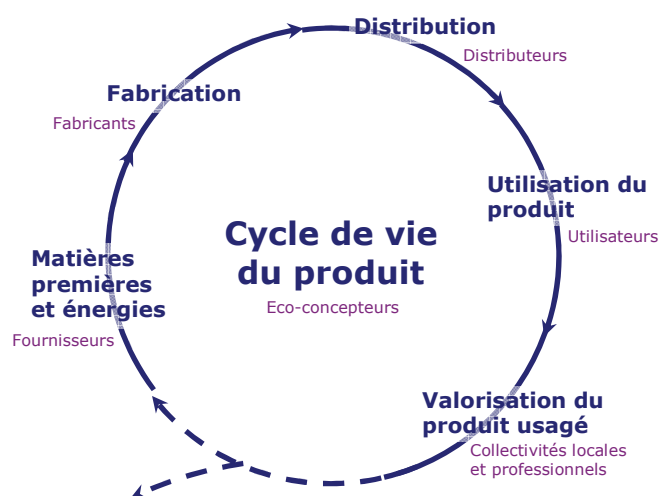 Distribution
Distributeurs
Fabrication
Fabricants
Utilisation du
produit
Utilisateurs
Cycle de vie
du produit
Eco-concepteurs
Matières
premières
et énergies
Fournisseurs
Valorisation du
produit usagé
Collectivités locales
et professionnels